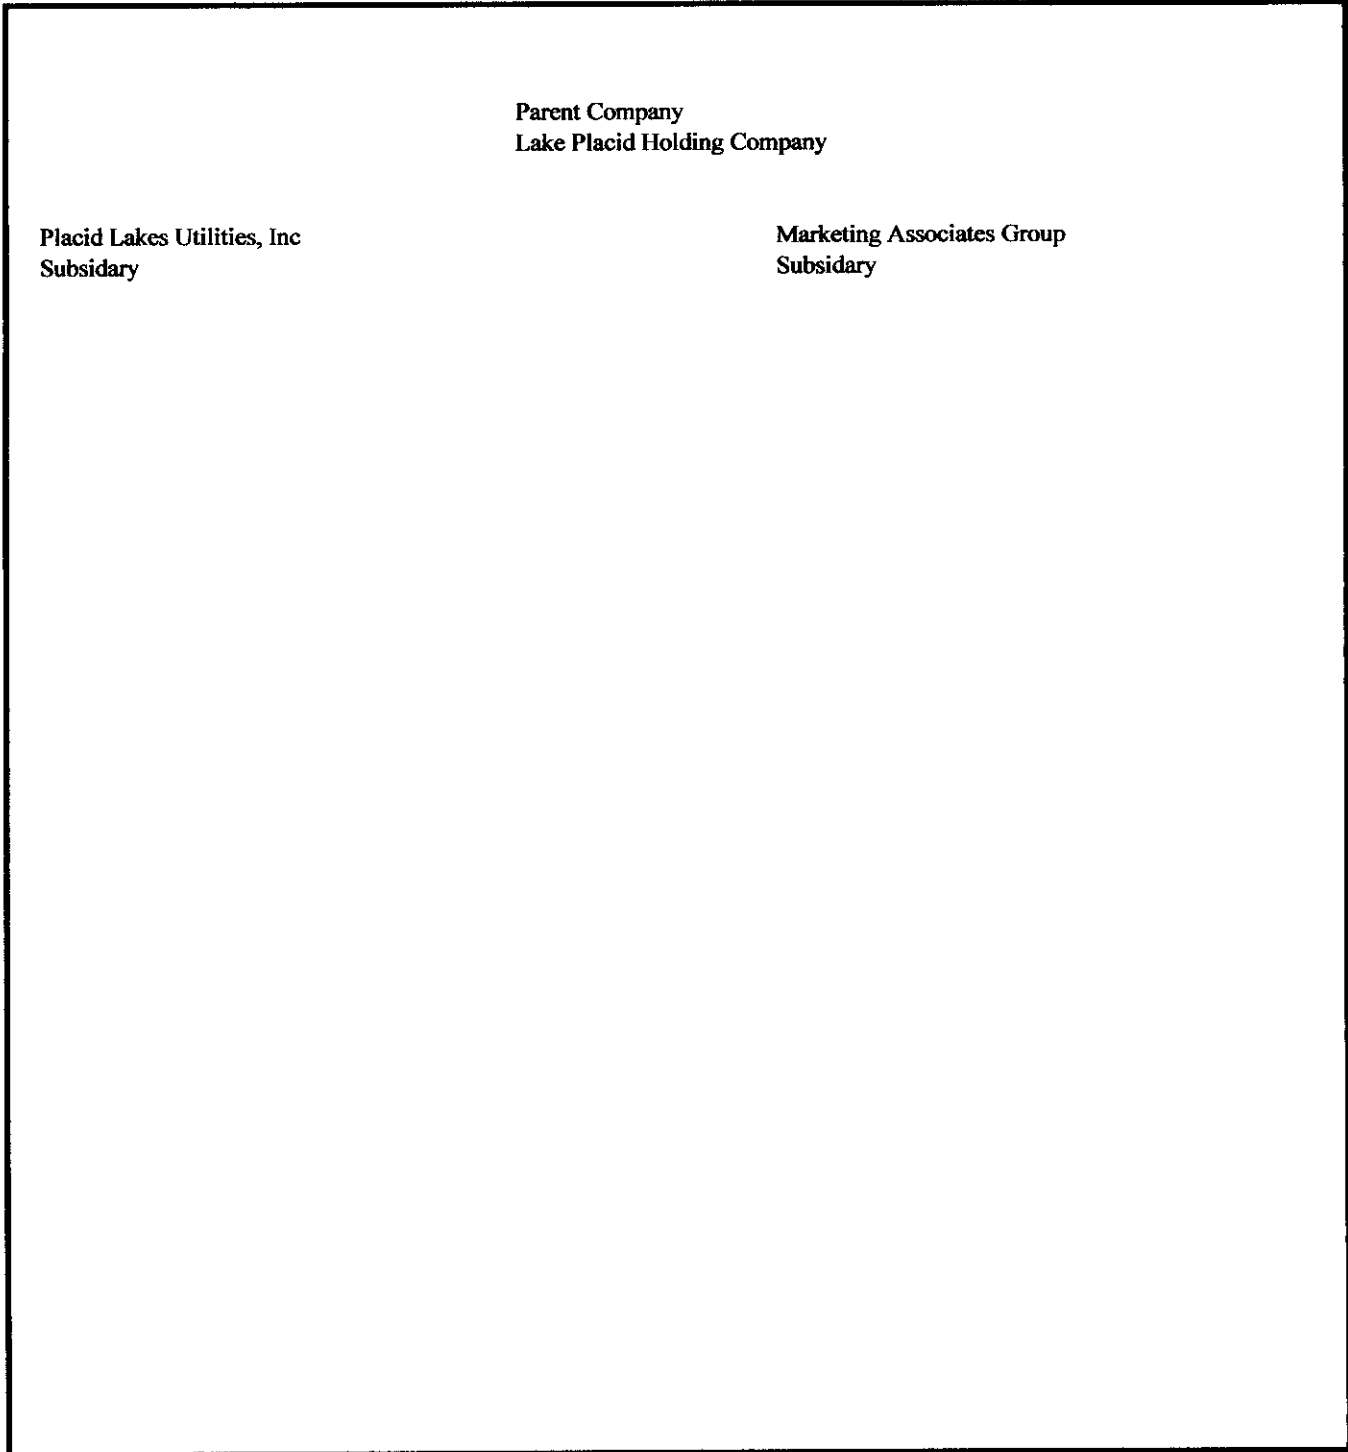 Parent Company
Lake Placid Holding Company
Placid Lakes Utilities, Inc
Subsidary
Marketing Associates Group
Subsidary